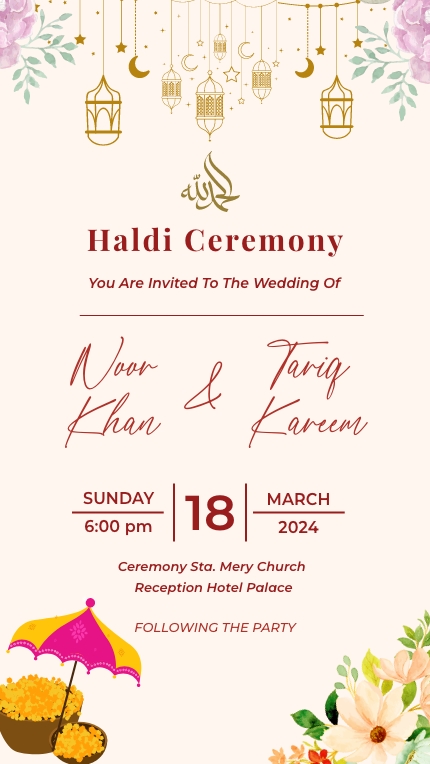 الحمد لله
Haldi Ceremony
You Are Invited To The Wedding Of
Noor Khan
&
Tariq Kareem
SUNDAY
6:00 pm
18
MARCH
2024
Ceremony Sta. Mery Church
Reception Hotel Palace
FOLLOWING THE PARTY